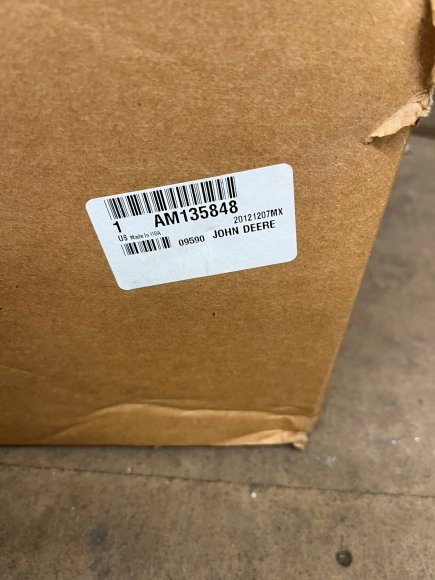 1 AM135848
US Made In USA 20121207MX
09590 JOHN DEERE